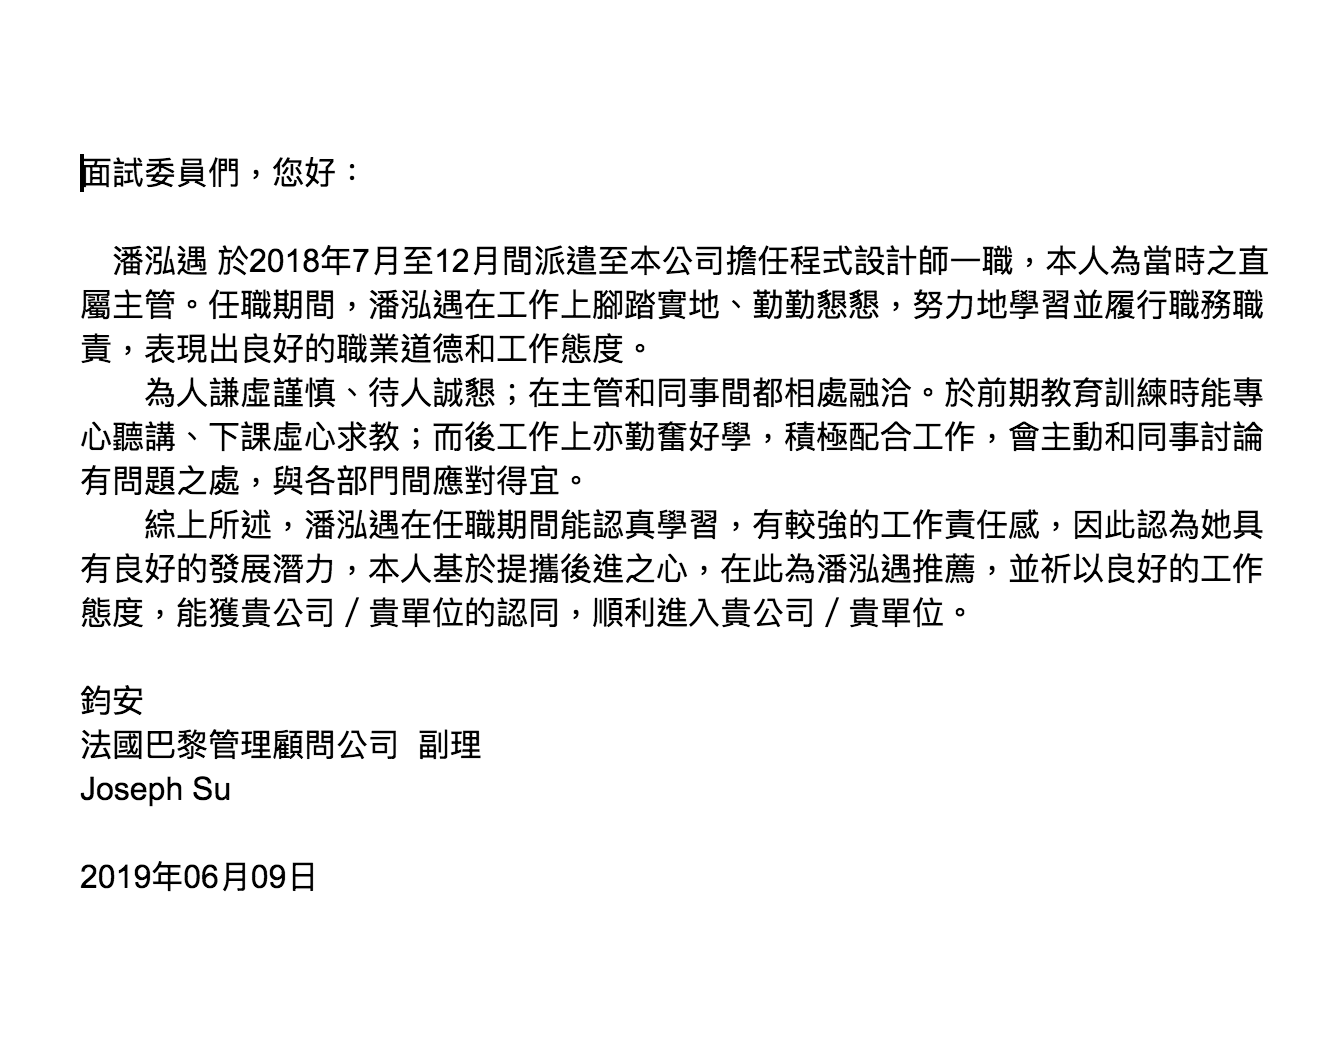 面試委員們，您好：
潘泓遇 於2018年7月至12月間派遣至本公司擔任程式設計師一職，本人為當時之直
屬主管。任職期間，潘泓遇在工作上腳踏實地、勤勤懇懇，努力地學習並履行職務職
責，表現出良好的職業道德和工作態度。
為人謙虛謹慎、待人誠懇；在主管和同事間都相處融洽。於前期教育訓練時能專
心聽講、下課虛心求教；而後工作上亦勤奮好學，積極配合工作，會主動和同事討論
有問題之處，與各部門間應對得宜。
綜上所述，潘泓遇在任職期間能認真學習，有較強的工作責任感，因此認為她具
有良好的發展潛力，本人基於提攜後進之心，在此為潘泓遇推薦，並祈以良好的工作
態度，能獲貴公司／貴單位的認同，順利進入貴公司／貴單位。
鈞安
法國巴黎管理顧問公司  副理
Joseph Su
2019年06月09日